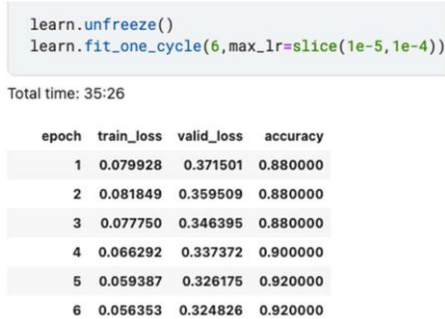 learn.unfreeze()
learn.fit_one_cycle(6,max_lr=slice(1e-5,1e-4))
Total time: 35:26
epoch train_loss valid_loss accuracy
1 0.079928 0.371501 0.880000
2 0.081849 0.359509 0.880000
3 0.077750 0.346395 0.880000
4 0.066292 0.337372 0.900000
5 0.059387 0.326175 0.920000
6 0.056353 0.324826 0.920000